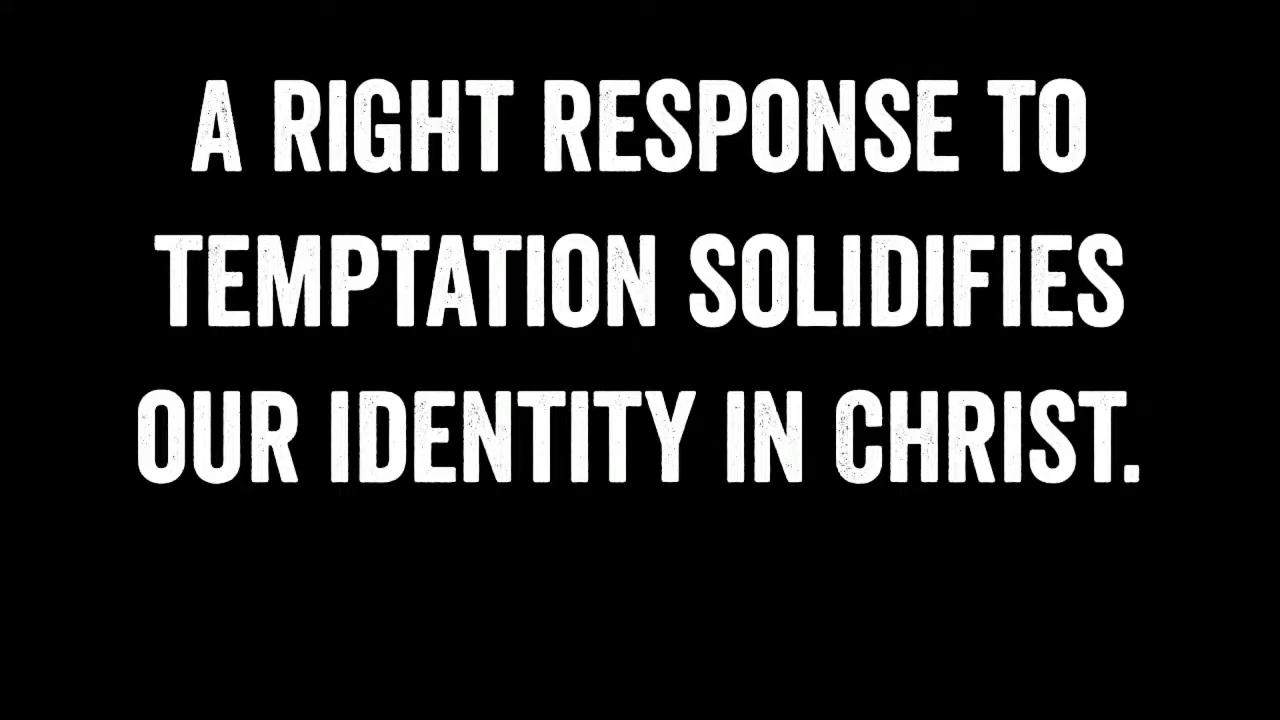 A RIGHT RESPONSE TO
TEMPTATION SOLIDIFIES
OUR IDENTITY IN CHRIST.